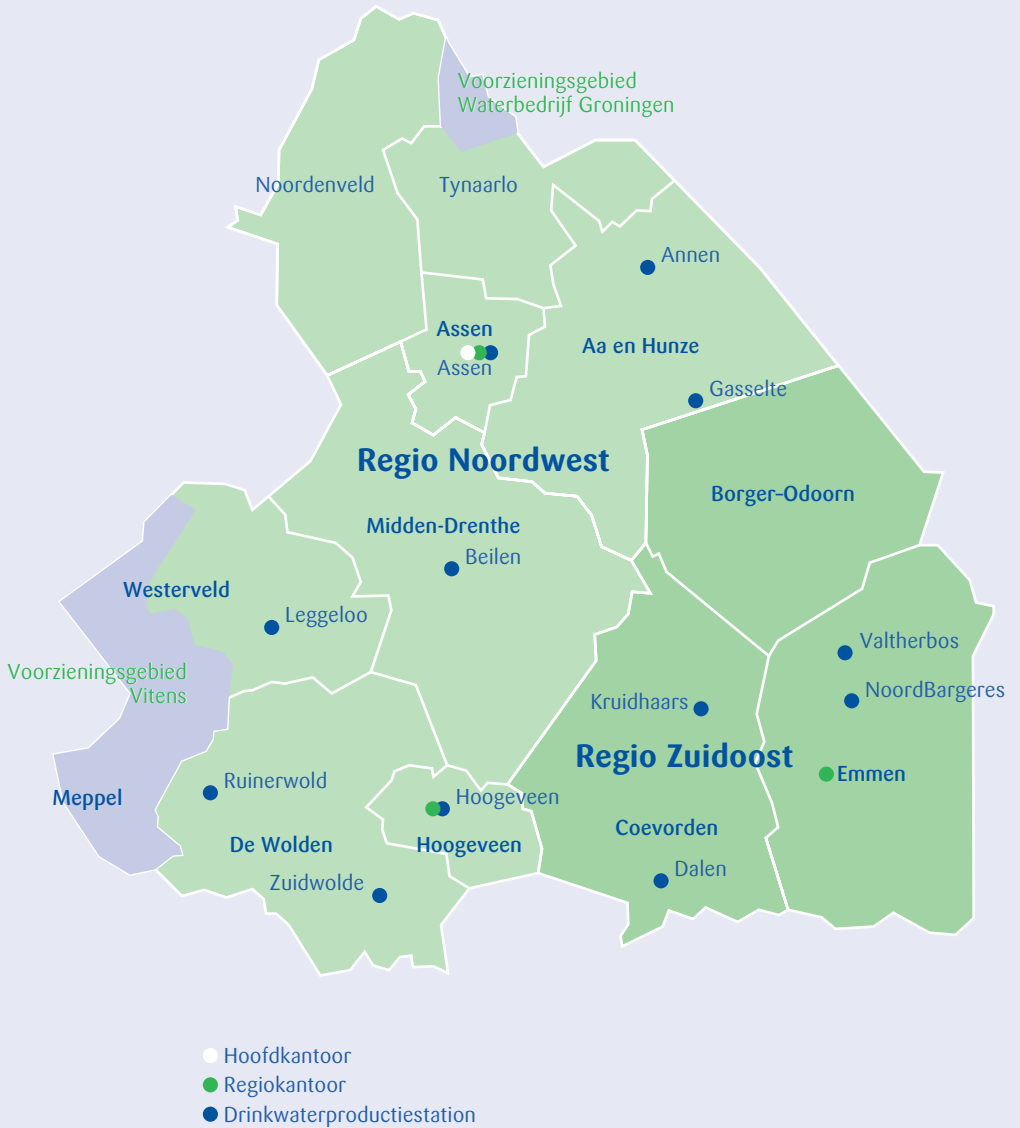 Voorzieningsgebied
Waterbedrijf Groningen
Noordenveld
Tynaarlo
Annen
Assen
Aa en Hunze
Assen
Gasselte
Regio Noordwest
Borger-Odoorn
Midden-Drenthe
Beilen
Westerveld
Leggeloo
Valtherbos
Voorzieningsgebied
Vitens
NoordBargeres
Kruidhaars
Regio Zuidoost
Emmen
Ruinerwold
Meppel
Hoogeveen
Coevorden
De Wolden
Hoogeveen
Dalen
Zuidwolde
Hoofdkantoor
Regiokantoor
Drinkwaterproductiestation